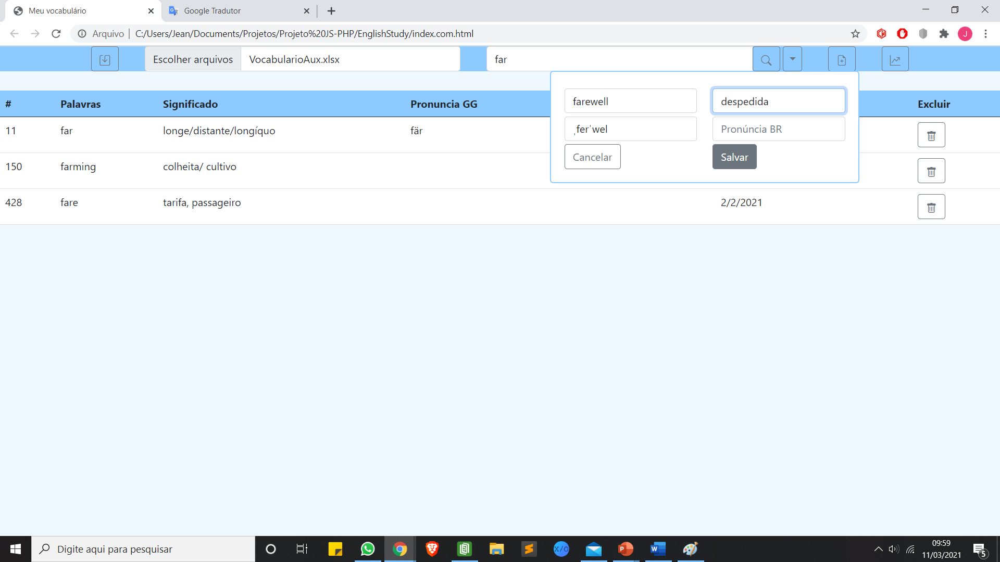 Meu vocabulário
Google Tradutor
Arquivo
C:/Users/Jean/Documents/Projetos/Projeto%20JS-PHP/EnglishStudy/index.com.html
J
Escolher arquivos VocabularioAux.xlsx
far
farewell despedida
ˌferˈwel Pronúncia BR
Cancelar Salvar
# Palavras Significado Pronuncia GG Excluir
11 far longe/distante/longíquo fär
150 farming colheita/ cultivo
428 fare tarifa, passageiro 2/2/2021
Digite aqui para pesquisar
X/O
P
W
09:59
11/03/2021
5